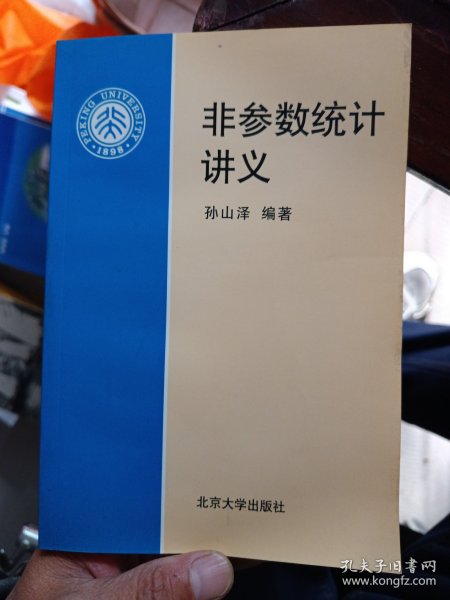 PEKING UNIVERSITY
·1898·
非参数统计
讲义
孙山泽 编著
北京大学出版社
孔夫子旧书网
www.kongfz.com